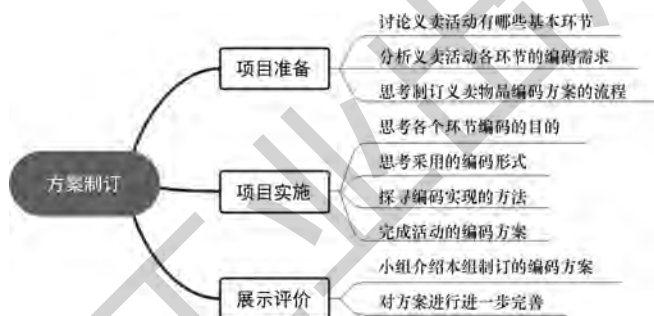 方案制订
项目准备
讨论义卖活动有哪些基本环节
分析义卖活动各环节的编码需求
思考制订义卖物品编码方案的流程
项目实施
思考各个环节编码的目的
思考采用的编码形式
探寻编码实现的方法
完成活动的编码方案
展示评价
小组介绍本组制订的编码方案
对方案进行进一步完善